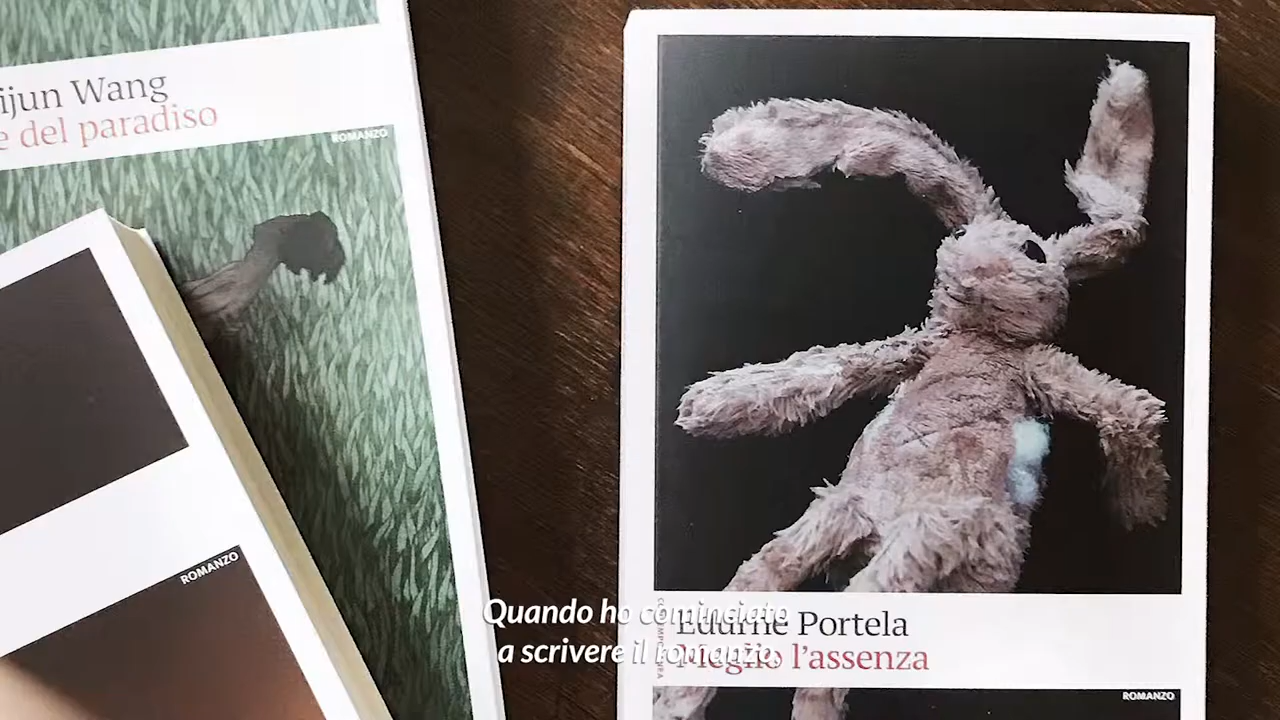 ijun Wang
e del paradiso
ROMANZO
ROMANZO
Edurne Portela
Meglio l'assenza
ROMANZO
Quando ho cominciato
a scrivere il romanzo,